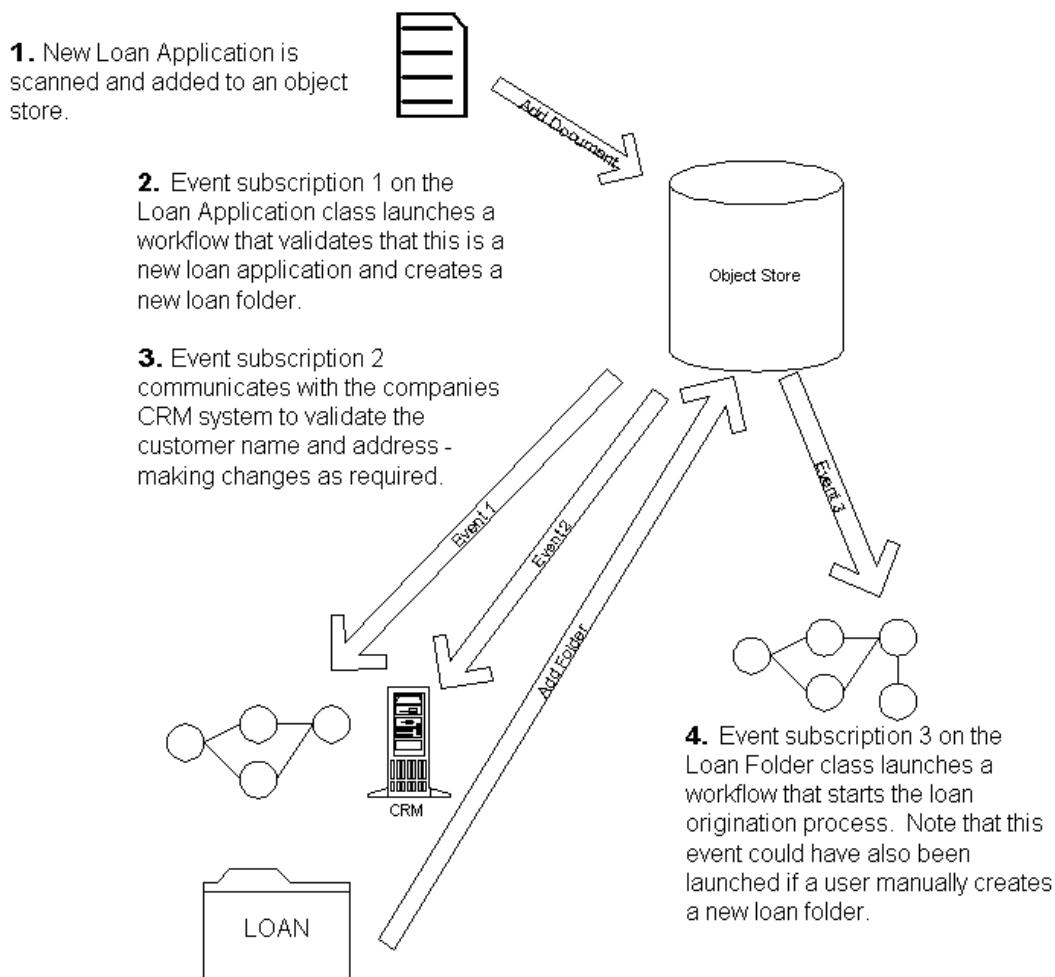 1. New Loan Application is
scanned and added to an object
store.
Add Document
2. Event subscription 1 on the
Loan Application class launches a
workflow that validates that this is a
new loan application and creates a
new loan folder.
Object Store
3. Event subscription 2
communicates with the companies
CRM system to validate the
customer name and address -
making changes as required.
Event 1
Event2
Event 3
Add Folder
CRM
4. Event subscription 3 on the
Loan Folder class launches a
workflow that starts the loan
origination process. Note that this
event could have also been
launched if a user manually creates
a new loan folder.
LOAN